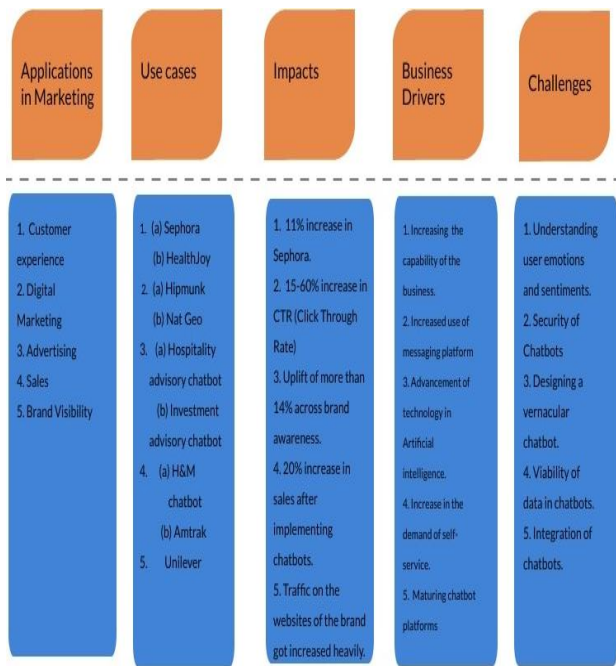 Applications
in Marketing
Use cases
Impacts
Business
Drivers
Challenges
1. Customer
experience
2. Digital
Marketing
3. Advertising
4. Sales
5. Brand Visibility
1. (a) Sephora
(b) HealthJoy
2. (a) Hipmunk
(b) Nat Geo
3. (a) Hospitality
advisory chatbot
(b) Investment
advisory chatbot
4. (a) H&M
chatbot
(b) Amtrak
5. Unilever
1. 11% increase in
Sephora.
2. 15-60% increase in
CTR (Click Through
Rate)
3. Uplift of more than
14% across brand
awareness.
4. 20% increase in
sales after
implementing
chatbots.
5. Traffic on the
websites of the brand
got increased heavily.
1. Increasing the
capability of the
business.
2. Increased use of
messaging platform
3. Advancement of
technology in
Artificial
intelligence.
4. Increase in the
demand of self-
service.
5. Maturing chatbot
platforms
1. Understanding
user emotions
and sentiments.
2. Security of
Chatbots
3. Designing a
vernacular
chatbot.
4. Viability of
data in chatbots.
5. Integration of
chatbots.